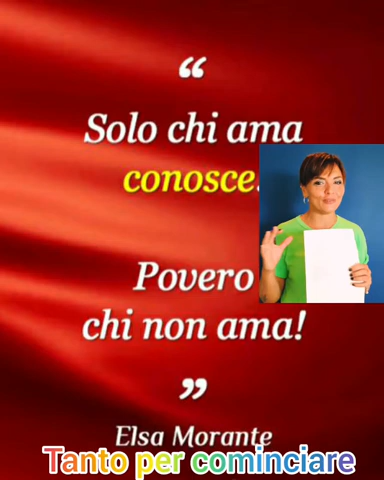 “
Solo chi ama
conosce.
Povero
chi non ama!
”
Elsa Morante
Tanto per cominciare